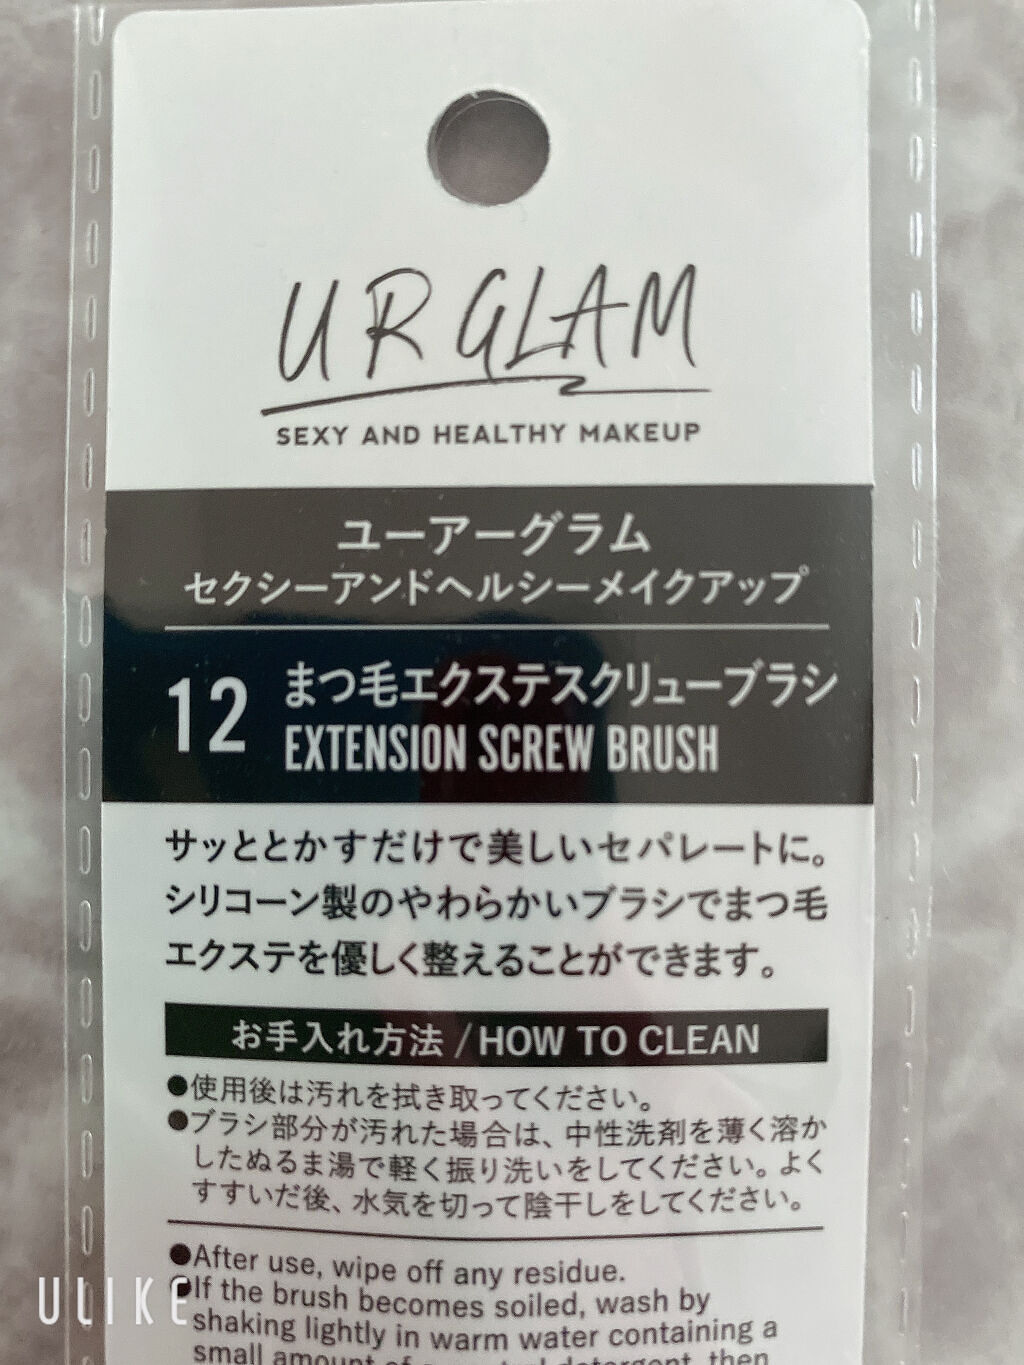 UR GLAM
SEXY AND HEALTHY MAKEUP
ユーアーグラム
セクシーアンドヘルシーメイクアップ
12 まつ毛エクステスクリューブラシ
EXTENSION SCREW BRUSH
サッととかすだけで美しいセパレートに。
シリコーン製のやわらかいブラシでまつ毛
エクステを優しく整えることができます。
お手入れ方法/HOW TO CLEAN
●使用後は汚れを拭き取ってください。
●ブラシ部分が汚れた場合は、中性洗剤を薄く溶か
したぬるま湯で軽く振り洗いをしてください。よく
すすいだ後、水気を切って陰干しをしてください。
●After use, wipe off any residue.
●If the brush becomes soiled, wash by
shaking lightly in warm water containing a
small amount of a neutral detergent, then
ULIKE